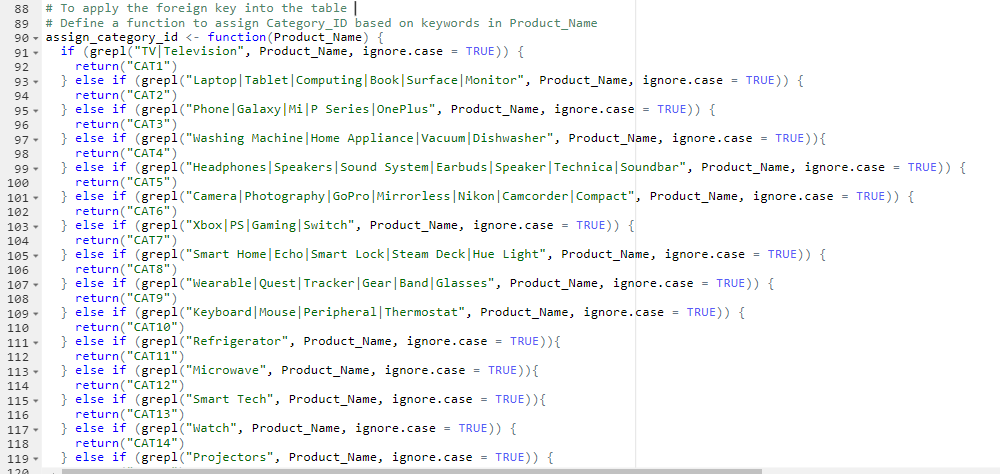 88 # To apply the foreign key into the table
89 # Define a function to assign Category_ID based on keywords in Product_Name
90 assign_category_id <- function(Product_Name) {
91   if (grepl("TV|Television", Product_Name, ignore.case = TRUE)) {
92     return("CAT1")
93   } else if (grepl("Laptop|Tablet|Computing|Book|Surface|Monitor", Product_Name, ignore.case = TRUE)) {
94     return("CAT2")
95   } else if (grepl("Phone|Galaxy|Mi|P Series|OnePlus", Product_Name, ignore.case = TRUE)) {
96     return("CAT3")
97   } else if (grepl("Washing Machine|Home Appliance|Vacuum|Dishwasher", Product_Name, ignore.case = TRUE)){
98     return("CAT4")
99   } else if (grepl("Headphones|Speakers|Sound System|Earbuds|Speaker|Technica|Soundbar", Product_Name, ignore.case = TRUE)) {
100     return("CAT5")
101   } else if (grepl("Camera|Photography|GoPro|Mirrorless|Nikon|Camcorder|Compact", Product_Name, ignore.case = TRUE)) {
102     return("CAT6")
103   } else if (grepl("Xbox|PS|Gaming|Switch", Product_Name, ignore.case = TRUE)) {
104     return("CAT7")
105   } else if (grepl("Smart Home|Echo|Smart Lock|Steam Deck|Hue Light", Product_Name, ignore.case = TRUE)) {
106     return("CAT8")
107   } else if (grepl("Wearable|Quest|Tracker|Gear|Band|Glasses", Product_Name, ignore.case = TRUE)) {
108     return("CAT9")
109   } else if (grepl("Keyboard|Mouse|Peripheral|Thermostat", Product_Name, ignore.case = TRUE)) {
110     return("CAT10")
111   } else if (grepl("Refrigerator", Product_Name, ignore.case = TRUE)){
112     return("CAT11")
113   } else if (grepl("Microwave", Product_Name, ignore.case = TRUE)){
114     return("CAT12")
115   } else if (grepl("Smart Tech", Product_Name, ignore.case = TRUE)){
116     return("CAT13")
117   } else if (grepl("Watch", Product_Name, ignore.case = TRUE)) {
118     return("CAT14")
119   } else if (grepl("Projectors", Product_Name, ignore.case = TRUE)) {
120